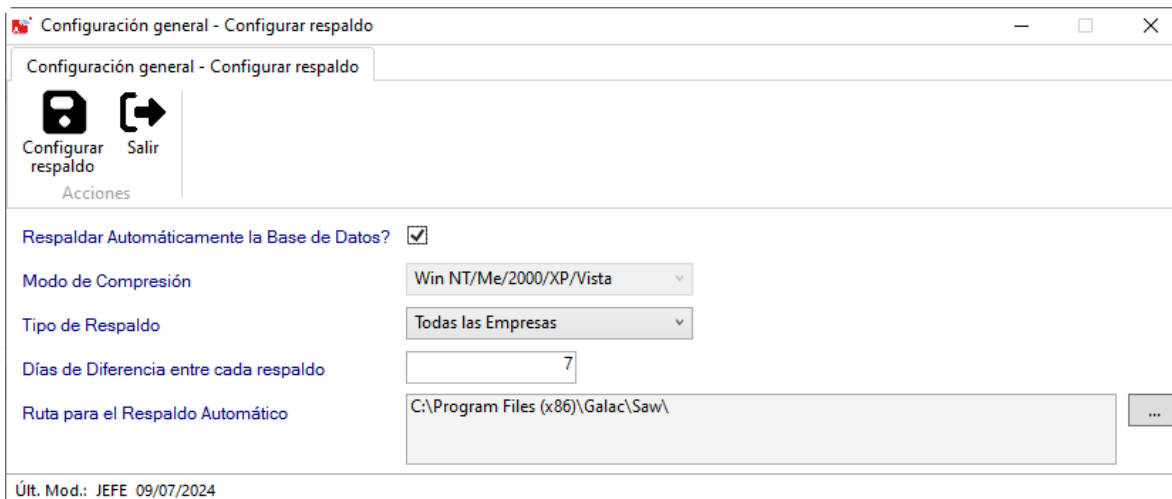 Configuración general - Configurar respaldo
Configuración general - Configurar respaldo
Configurar respaldo
Salir
Acciones
Respaldar Automáticamente la Base de Datos?
Modo de Compresión Win NT/Me/2000/XP/Vista
Tipo de Respaldo Todas las Empresas
Días de Diferencia entre cada respaldo 7
Ruta para el Respaldo Automático C:\Program Files (x86)\Galac\Saw\ ...
Últ. Mod.: JEFE 09/07/2024